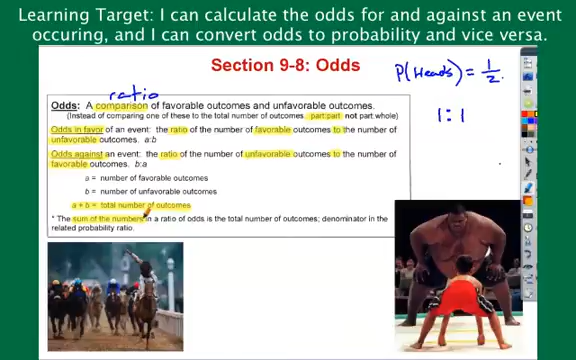 Learning Target: I can calculate the odds for and against an event
occuring, and I can convert odds to probability and vice versa.
Section 9-8: Odds
P(Heads) = 1/2.
ratio
1 : 1
Odds: A comparison of favorable outcomes and unfavorable outcomes.
(Instead of comparing one of these to the total number of outcomes. part:part not part:whole)
Odds in favor of an event: the ratio of the number of favorable outcomes to the number of
unfavorable outcomes. a:b
Odds against an event: the ratio of the number of unfavorable outcomes to the number of
favorable outcomes. b:a
a = number of favorable outcomes
b = number of unfavorable outcomes
a + b = total number of outcomes
* The sum of the numbers in a ratio of odds is the total number of outcomes; denominator in the
related probability ratio.